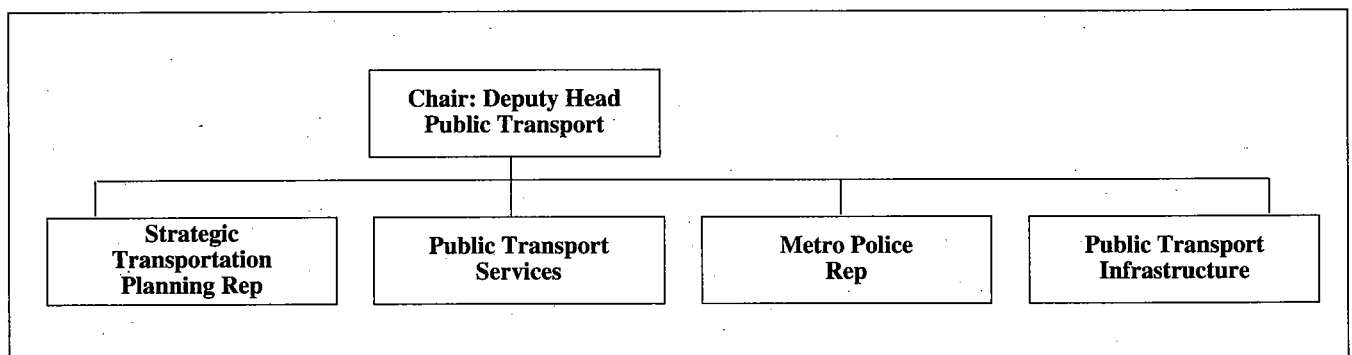 Chair: Deputy Head
Public Transport
Strategic
Transportation
Planning Rep
Public Transport
Services
Metro Police
Rep
Public Transport
Infrastructure